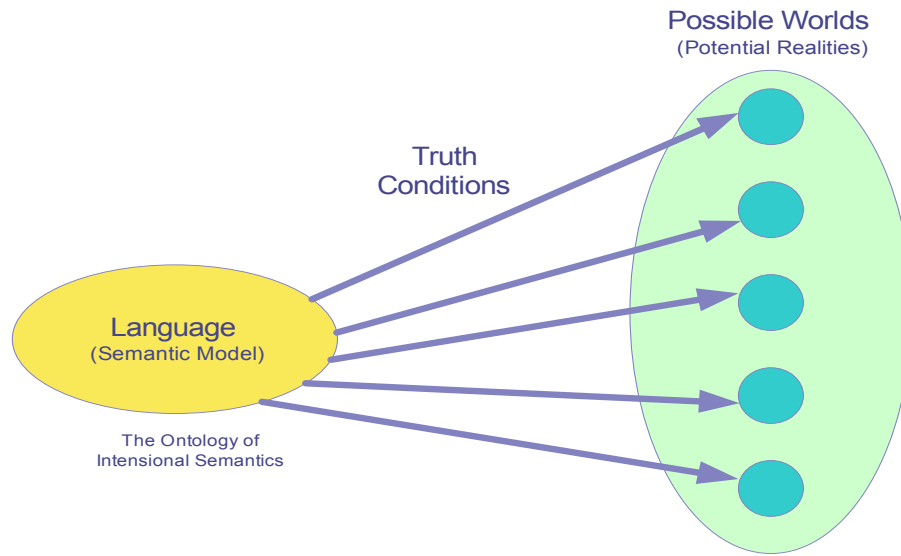 Possible Worlds
(Potential Realities)
Truth
Conditions
Language
(Semantic Model)
The Ontology of
Intensional Semantics